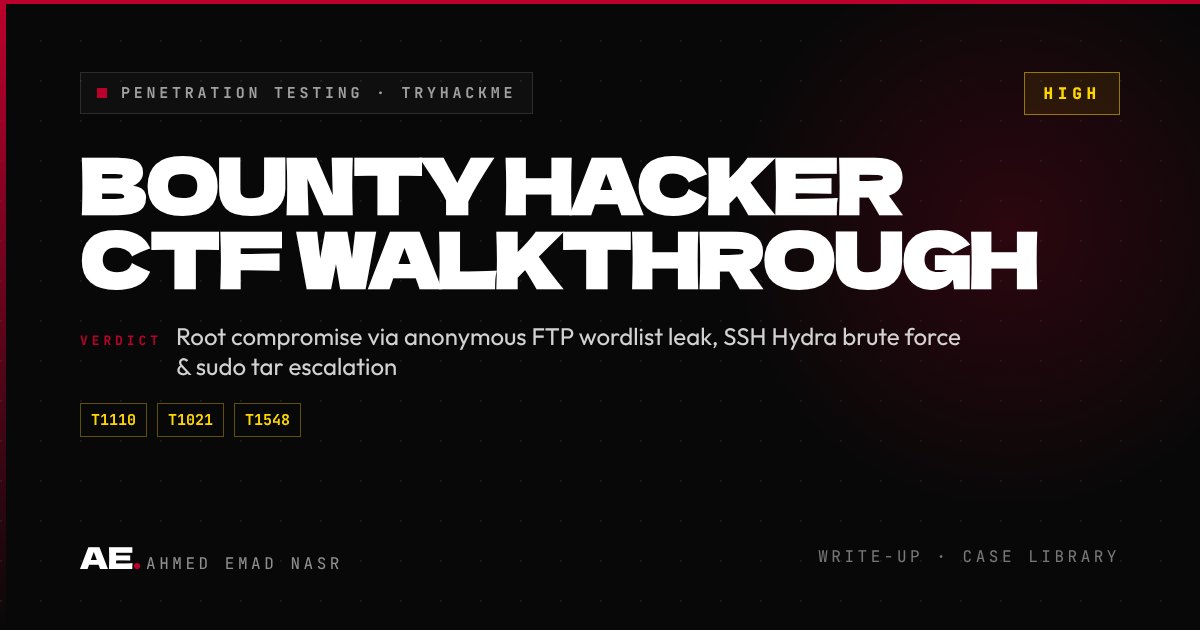 PENETRATION TESTING · TRYHACKME
HIGH
BOUNTY HACKER
CTF WALKTHROUGH
VERDICT
Root compromise via anonymous FTP wordlist leak, SSH Hydra brute force
& sudo tar escalation
T1110 T1021 T1548
AE. AHMED EMAD NASR
WRITE-UP · CASE LIBRARY